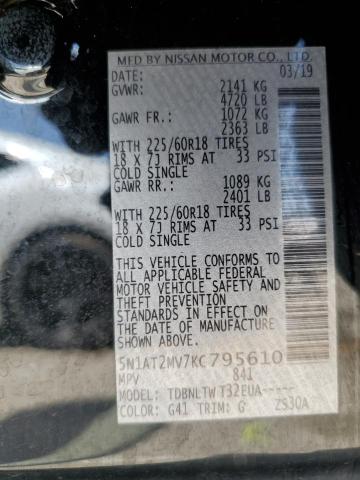 MFD BY NISSAN MOTOR CO., LTD.
DATE: 03/19
GVWR: 2141 KG
4720 LB
GAWR FR.: 1072 KG
2363 LB
WITH 225/60R18 TIRES
18 X 7J RIMS AT 33 PSI
COLD SINGLE
GAWR RR.: 1089 KG
2401 LB
WITH 225/60R18 TIRES
18 X 7J RIMS AT 33 PSI
COLD SINGLE
THIS VEHICLE CONFORMS TO
ALL APPLICABLE FEDERAL
MOTOR VEHICLE SAFETY AND
THEFT PREVENTION
STANDARDS IN EFFECT ON
THE DATE OF MANUFACTURE
SHOWN ABOVE.
5N1AT2MV7KC795610
MPV 841
MODEL: TDBNLTW T32EUA-----
COLOR: G41 TRIM: G ZS30A